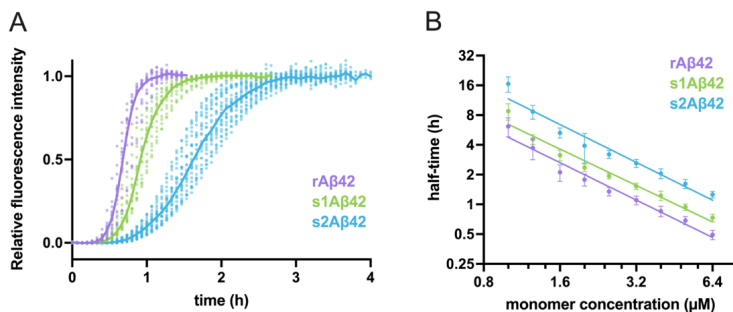 A
Relative fluorescence intensity
1.0
0.5
0.0
rAβ42
s1Aβ42
s2Aβ42
0 1 2 3 4
time (h)
B
half-time (h)
32
16
8
4
2
1
0.5
0.25
rAβ42
s1Aβ42
s2Aβ42
0.8 1.6 3.2 6.4
monomer concentration (μM)